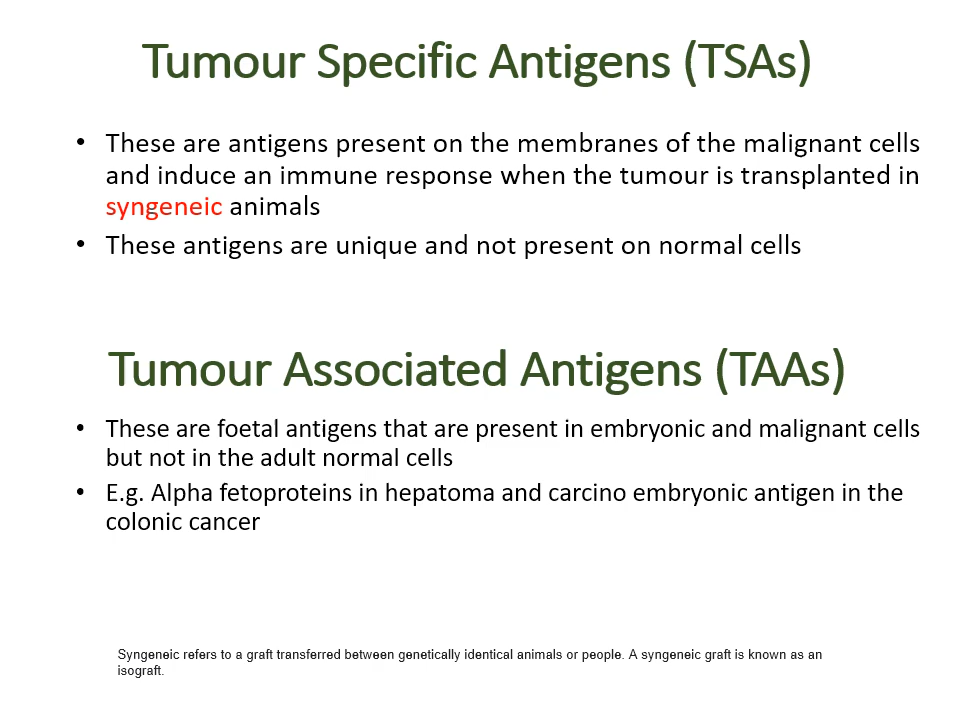 Tumour Specific Antigens (TSAs)
• These are antigens present on the membranes of the malignant cells
and induce an immune response when the tumour is transplanted in
syngeneic animals
• These antigens are unique and not present on normal cells
Tumour Associated Antigens (TAAs)
• These are foetal antigens that are present in embryonic and malignant cells
but not in the adult normal cells
• E.g. Alpha fetoproteins in hepatoma and carcino embryonic antigen in the
colonic cancer
Syngeneic refers to a graft transferred between genetically identical animals or people. A syngeneic graft is known as an
isograft.